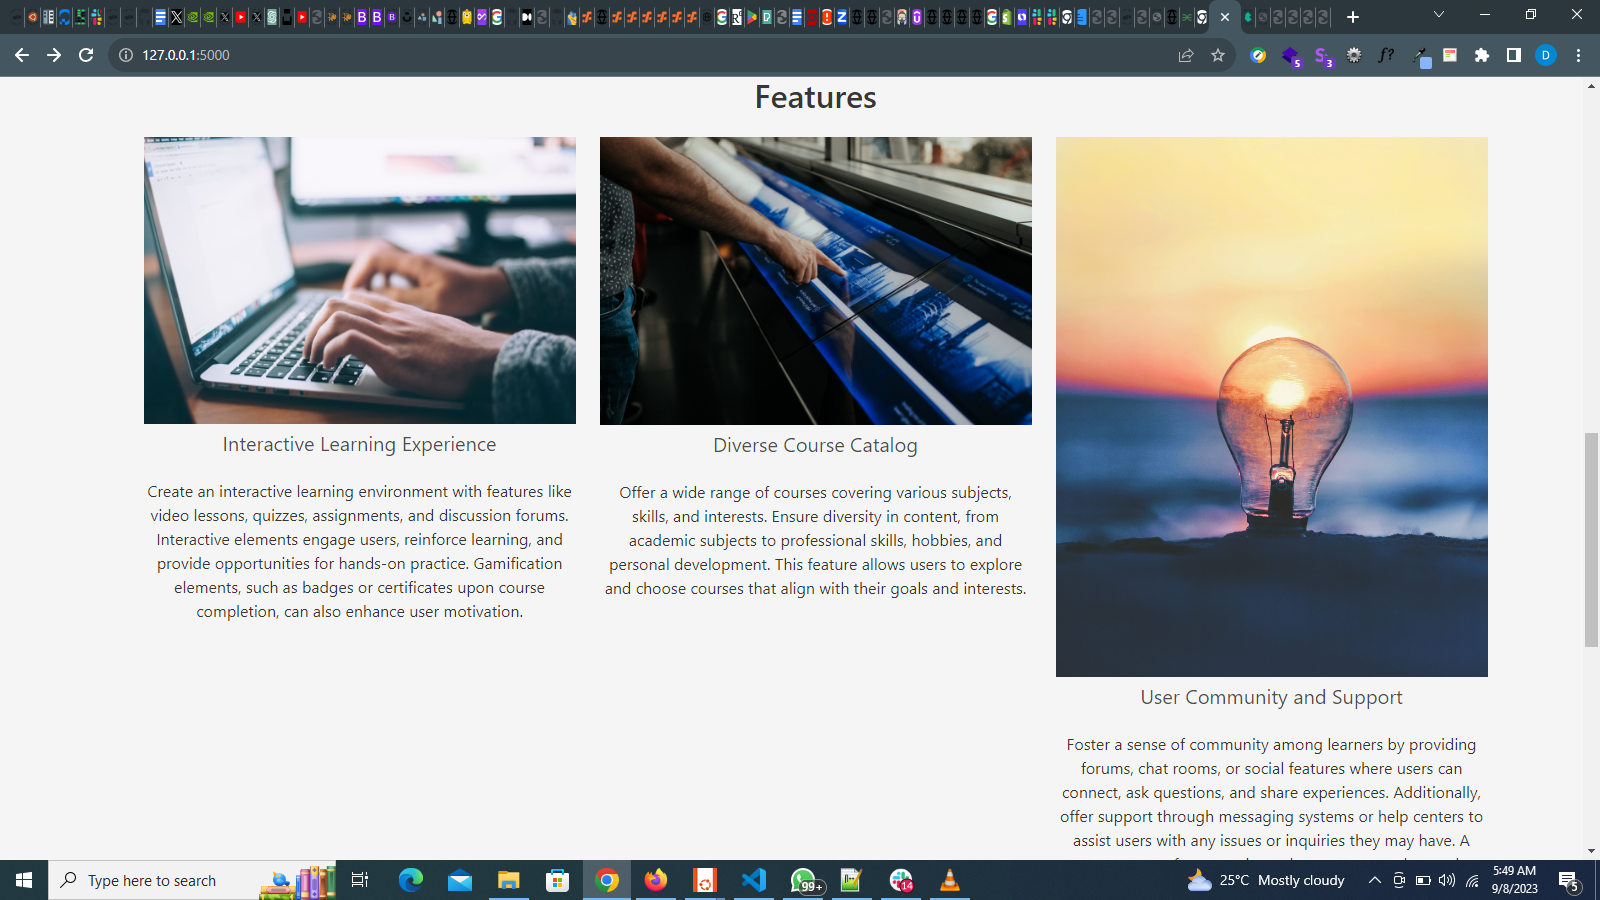 127.0.0.1:5000
5
3
f?
D
Features
Interactive Learning Experience
Create an interactive learning environment with features like
video lessons, quizzes, assignments, and discussion forums.
Interactive elements engage users, reinforce learning, and
provide opportunities for hands-on practice. Gamification
elements, such as badges or certificates upon course
completion, can also enhance user motivation.
Diverse Course Catalog
Offer a wide range of courses covering various subjects,
skills, and interests. Ensure diversity in content, from
academic subjects to professional skills, hobbies, and
personal development. This feature allows users to explore
and choose courses that align with their goals and interests.
User Community and Support
Foster a sense of community among learners by providing
forums, chat rooms, or social features where users can
connect, ask questions, and share experiences. Additionally,
offer support through messaging systems or help centers to
assist users with any issues or inquiries they may have. A
Type here to search
99+
14
25°C Mostly cloudy
5:49 AM
9/8/2023
5